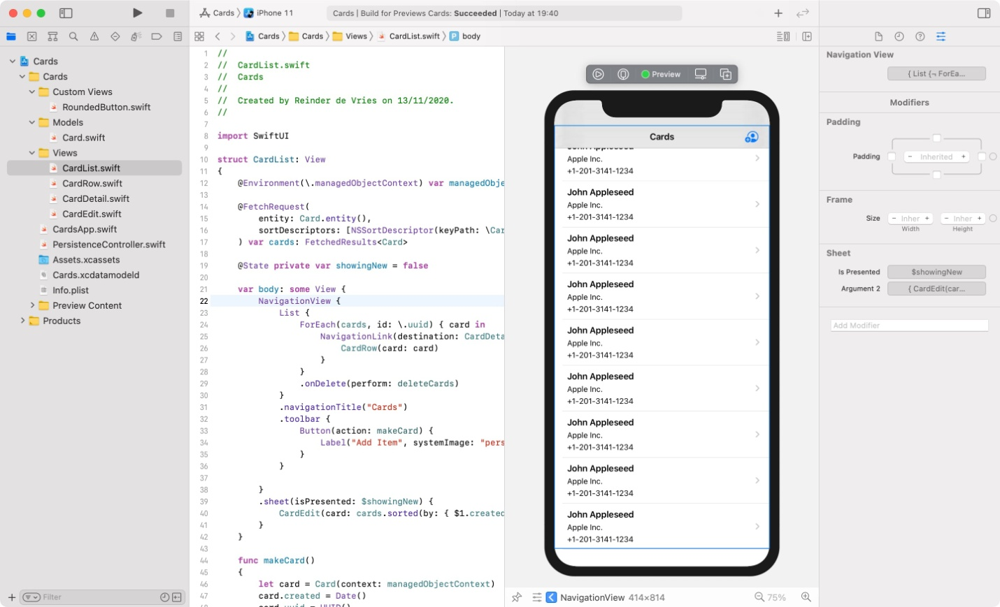 Cards
iPhone 11
Cards | Build for Previews Cards: Succeeded | Today at 19:40
Cards
Cards
Views
CardList.swift
P
body
Cards
Cards
Custom Views
RoundedButton.swift
Models
Card.swift
Views
CardList.swift
CardRow.swift
CardDetail.swift
CardEdit.swift
CardsApp.swift
PersistenceController.swift
Assets.xcassets
Cards.xcdatamodeld
Info.plist
Preview Content
Products
Filter
1 //
2 // CardList.swift
3 // Cards
4 //
5 // Created by Reinder de Vries on 13/11/2020.
6 //
7
8 import SwiftUI
9
10 struct CardList: View
11 {
12 @Environment(\.managedObjectContext) var managedObje
13
14 @FetchRequest(
15 entity: Card.entity(),
16 sortDescriptors: [NSSortDescriptor(keyPath: \Car
17 ) var cards: FetchedResults<Card>
18
19 @State private var showingNew = false
20
21 var body: some View {
22 NavigationView {
23 List {
24 ForEach(cards, id: \.uuid) { card in
25 NavigationLink(destination: CardDeta
26 CardRow(card: card)
27 }
28 }
29 .onDelete(perform: deleteCards)
30 }
31 .navigationTitle("Cards")
32 .toolbar {
33 Button(action: makeCard) {
34 Label("Add Item", systemImage: "pers
35 }
36 }
37
38 }
39 .sheet(isPresented: $showingNew) {
40 CardEdit(card: cards.sorted(by: { $1.created
41 }
42 }
43
44 func makeCard()
45 {
46 let card = Card(context: managedObjectContext)
47 card.created = Date()
card.uuid = UUID()
Preview
Cards
John Appleseed
Apple Inc.
+1-201-3141-1234
John Appleseed
Apple Inc.
+1-201-3141-1234
John Appleseed
Apple Inc.
+1-201-3141-1234
John Appleseed
Apple Inc.
+1-201-3141-1234
John Appleseed
Apple Inc.
+1-201-3141-1234
John Appleseed
Apple Inc.
+1-201-3141-1234
John Appleseed
Apple Inc.
+1-201-3141-1234
John Appleseed
Apple Inc.
+1-201-3141-1234
John Appleseed
Apple Inc.
+1-201-3141-1234
NavigationView 414×814
75%
Navigation View
{ List {¬ ForEa...
Modifiers
Padding
Padding
− Inherited +
Frame
Size
− Inher +
− Inher +
Width
Height
Sheet
Is Presented
$showingNew
Argument 2
{ CardEdit(car...
Add Modifier